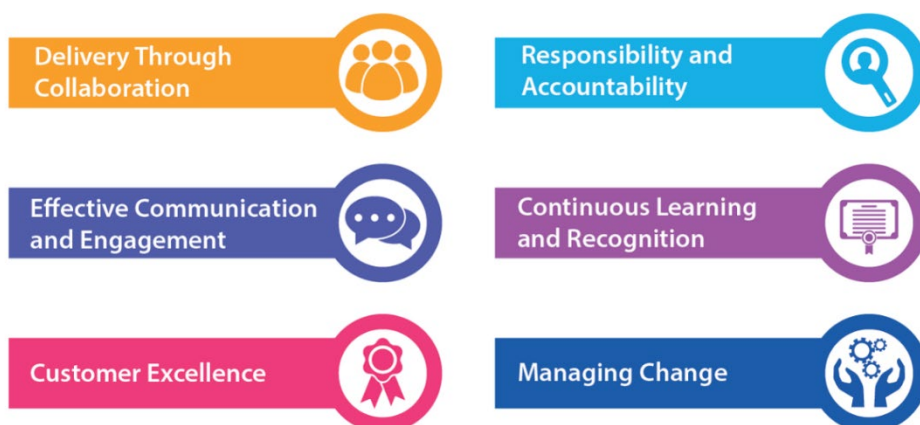 Delivery Through
Collaboration
Responsibility and
Accountability
Effective Communication
and Engagement
Continuous Learning
and Recognition
Customer Excellence
Managing Change